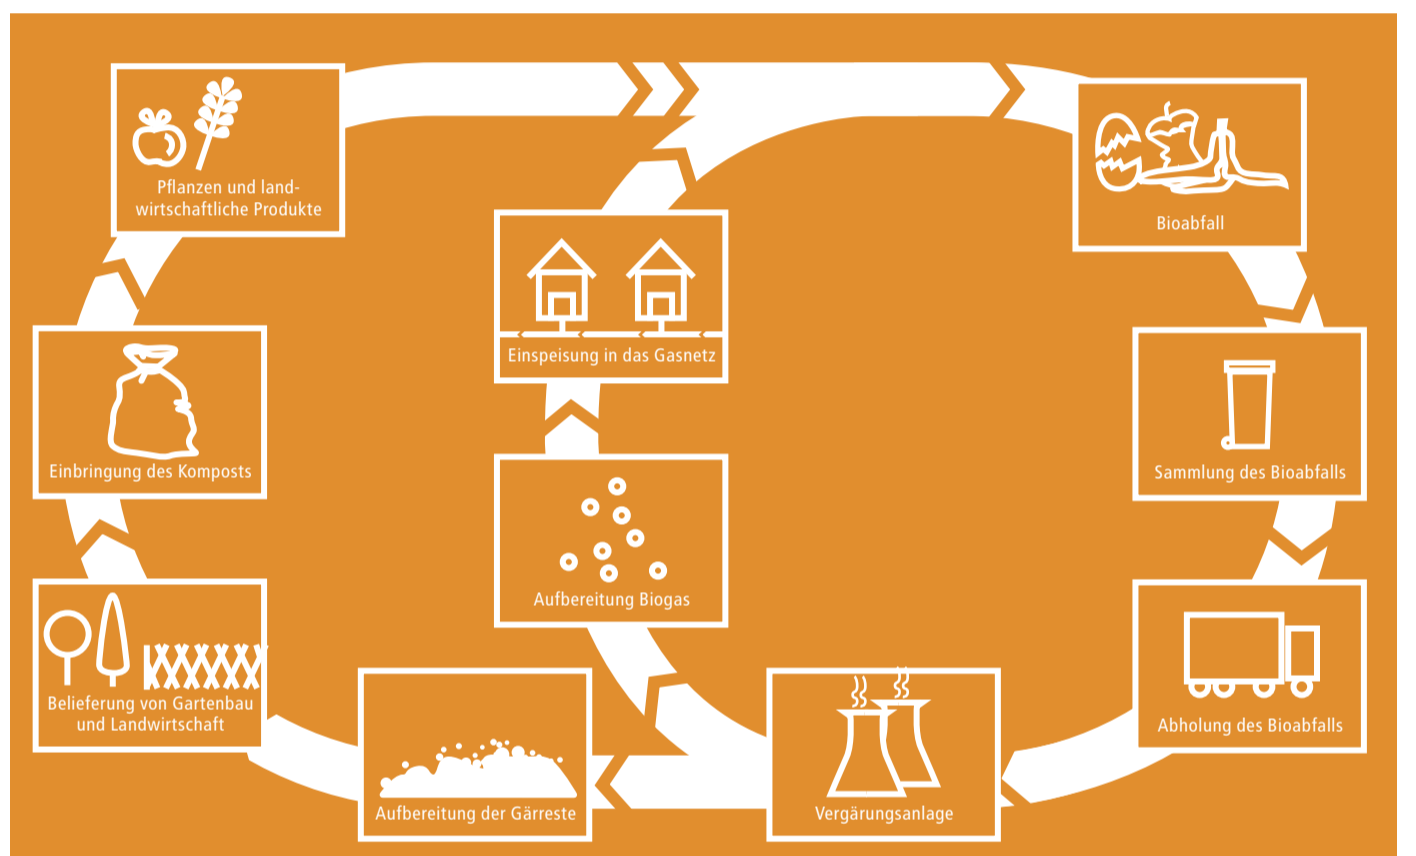 Pflanzen und land-
wirtschaftliche Produkte
Bioabfall
Einspeisung in das Gasnetz
Einbringung des Komposts
Sammlung des Bioabfalls
Aufbereitung Biogas
Belieferung von Gartenbau
und Landwirtschaft
Abholung des Bioabfalls
Aufbereitung der Gärreste
Vergärungsanlage